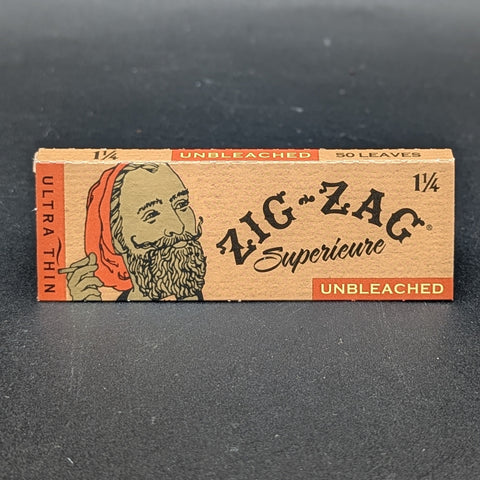 1¼ UNBLEACHED 50 LEAVES
ULTRA THIN
1¼
ZIG~ZAG®
Superieure
UNBLEACHED